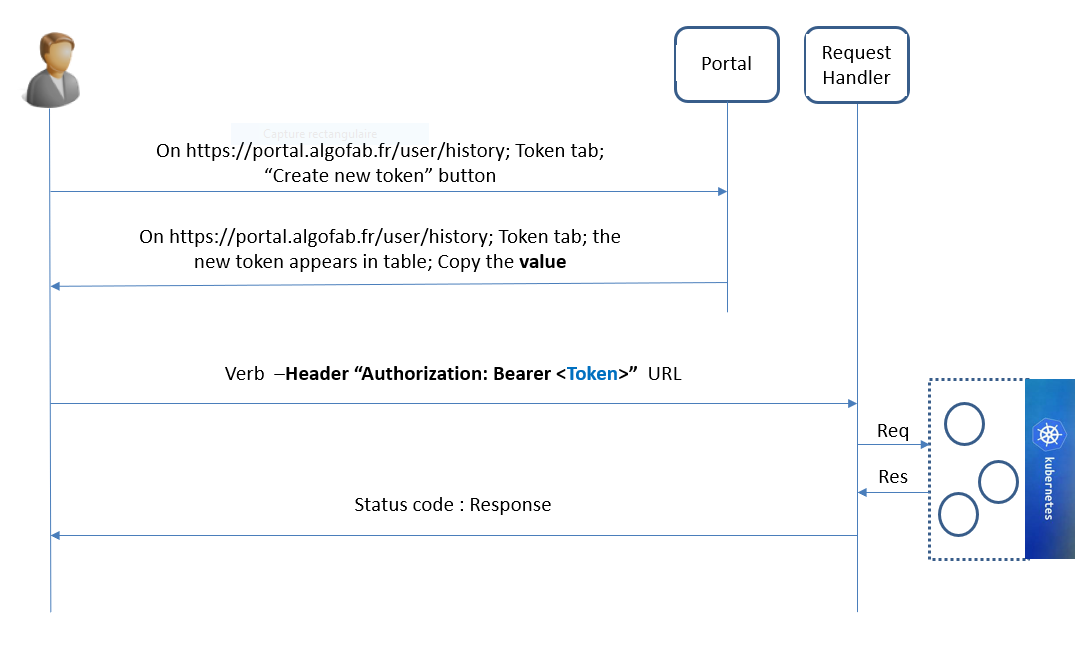 Portal
Request
Handler
Capture rectangulaire
On https://portal.algofab.fr/user/history; Token tab;
“Create new token” button
On https://portal.algofab.fr/user/history; Token tab; the
new token appears in table; Copy the value
Verb –Header “Authorization: Bearer <Token>” URL
Req
Res
kubernetes
Status code : Response